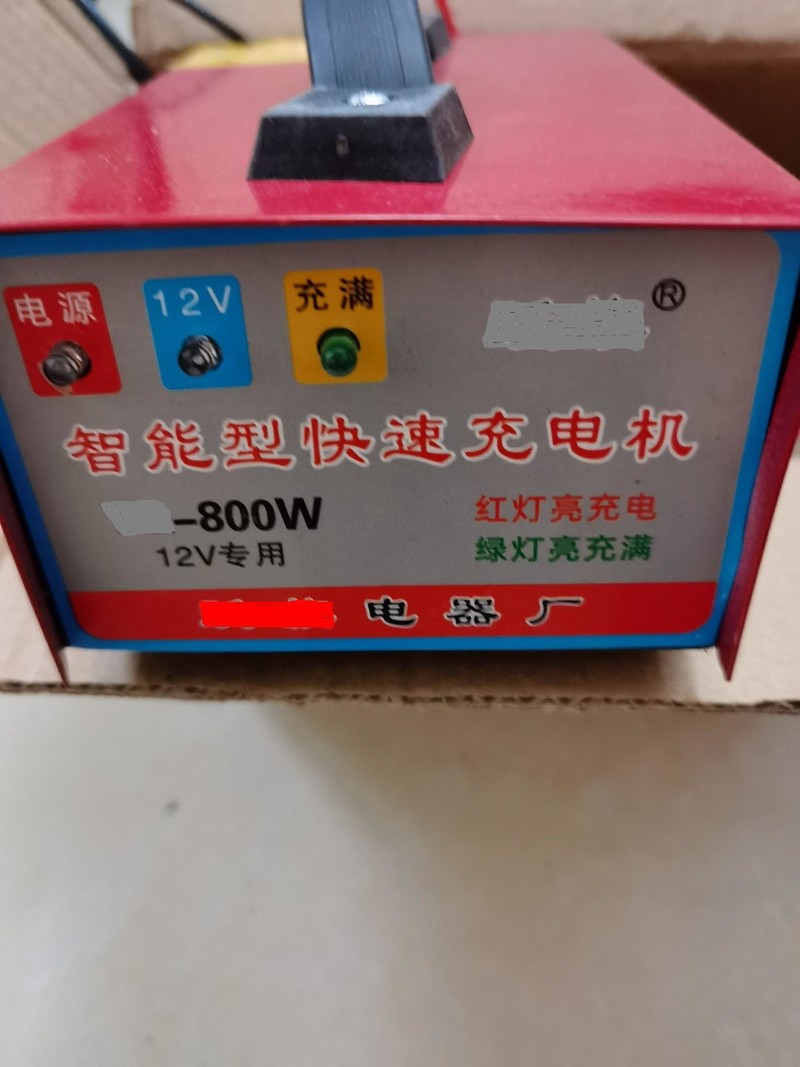 电源
12V
充满
®
智能型快速充电机
-800W
12V专用
红灯亮充电
绿灯亮充满
电器厂